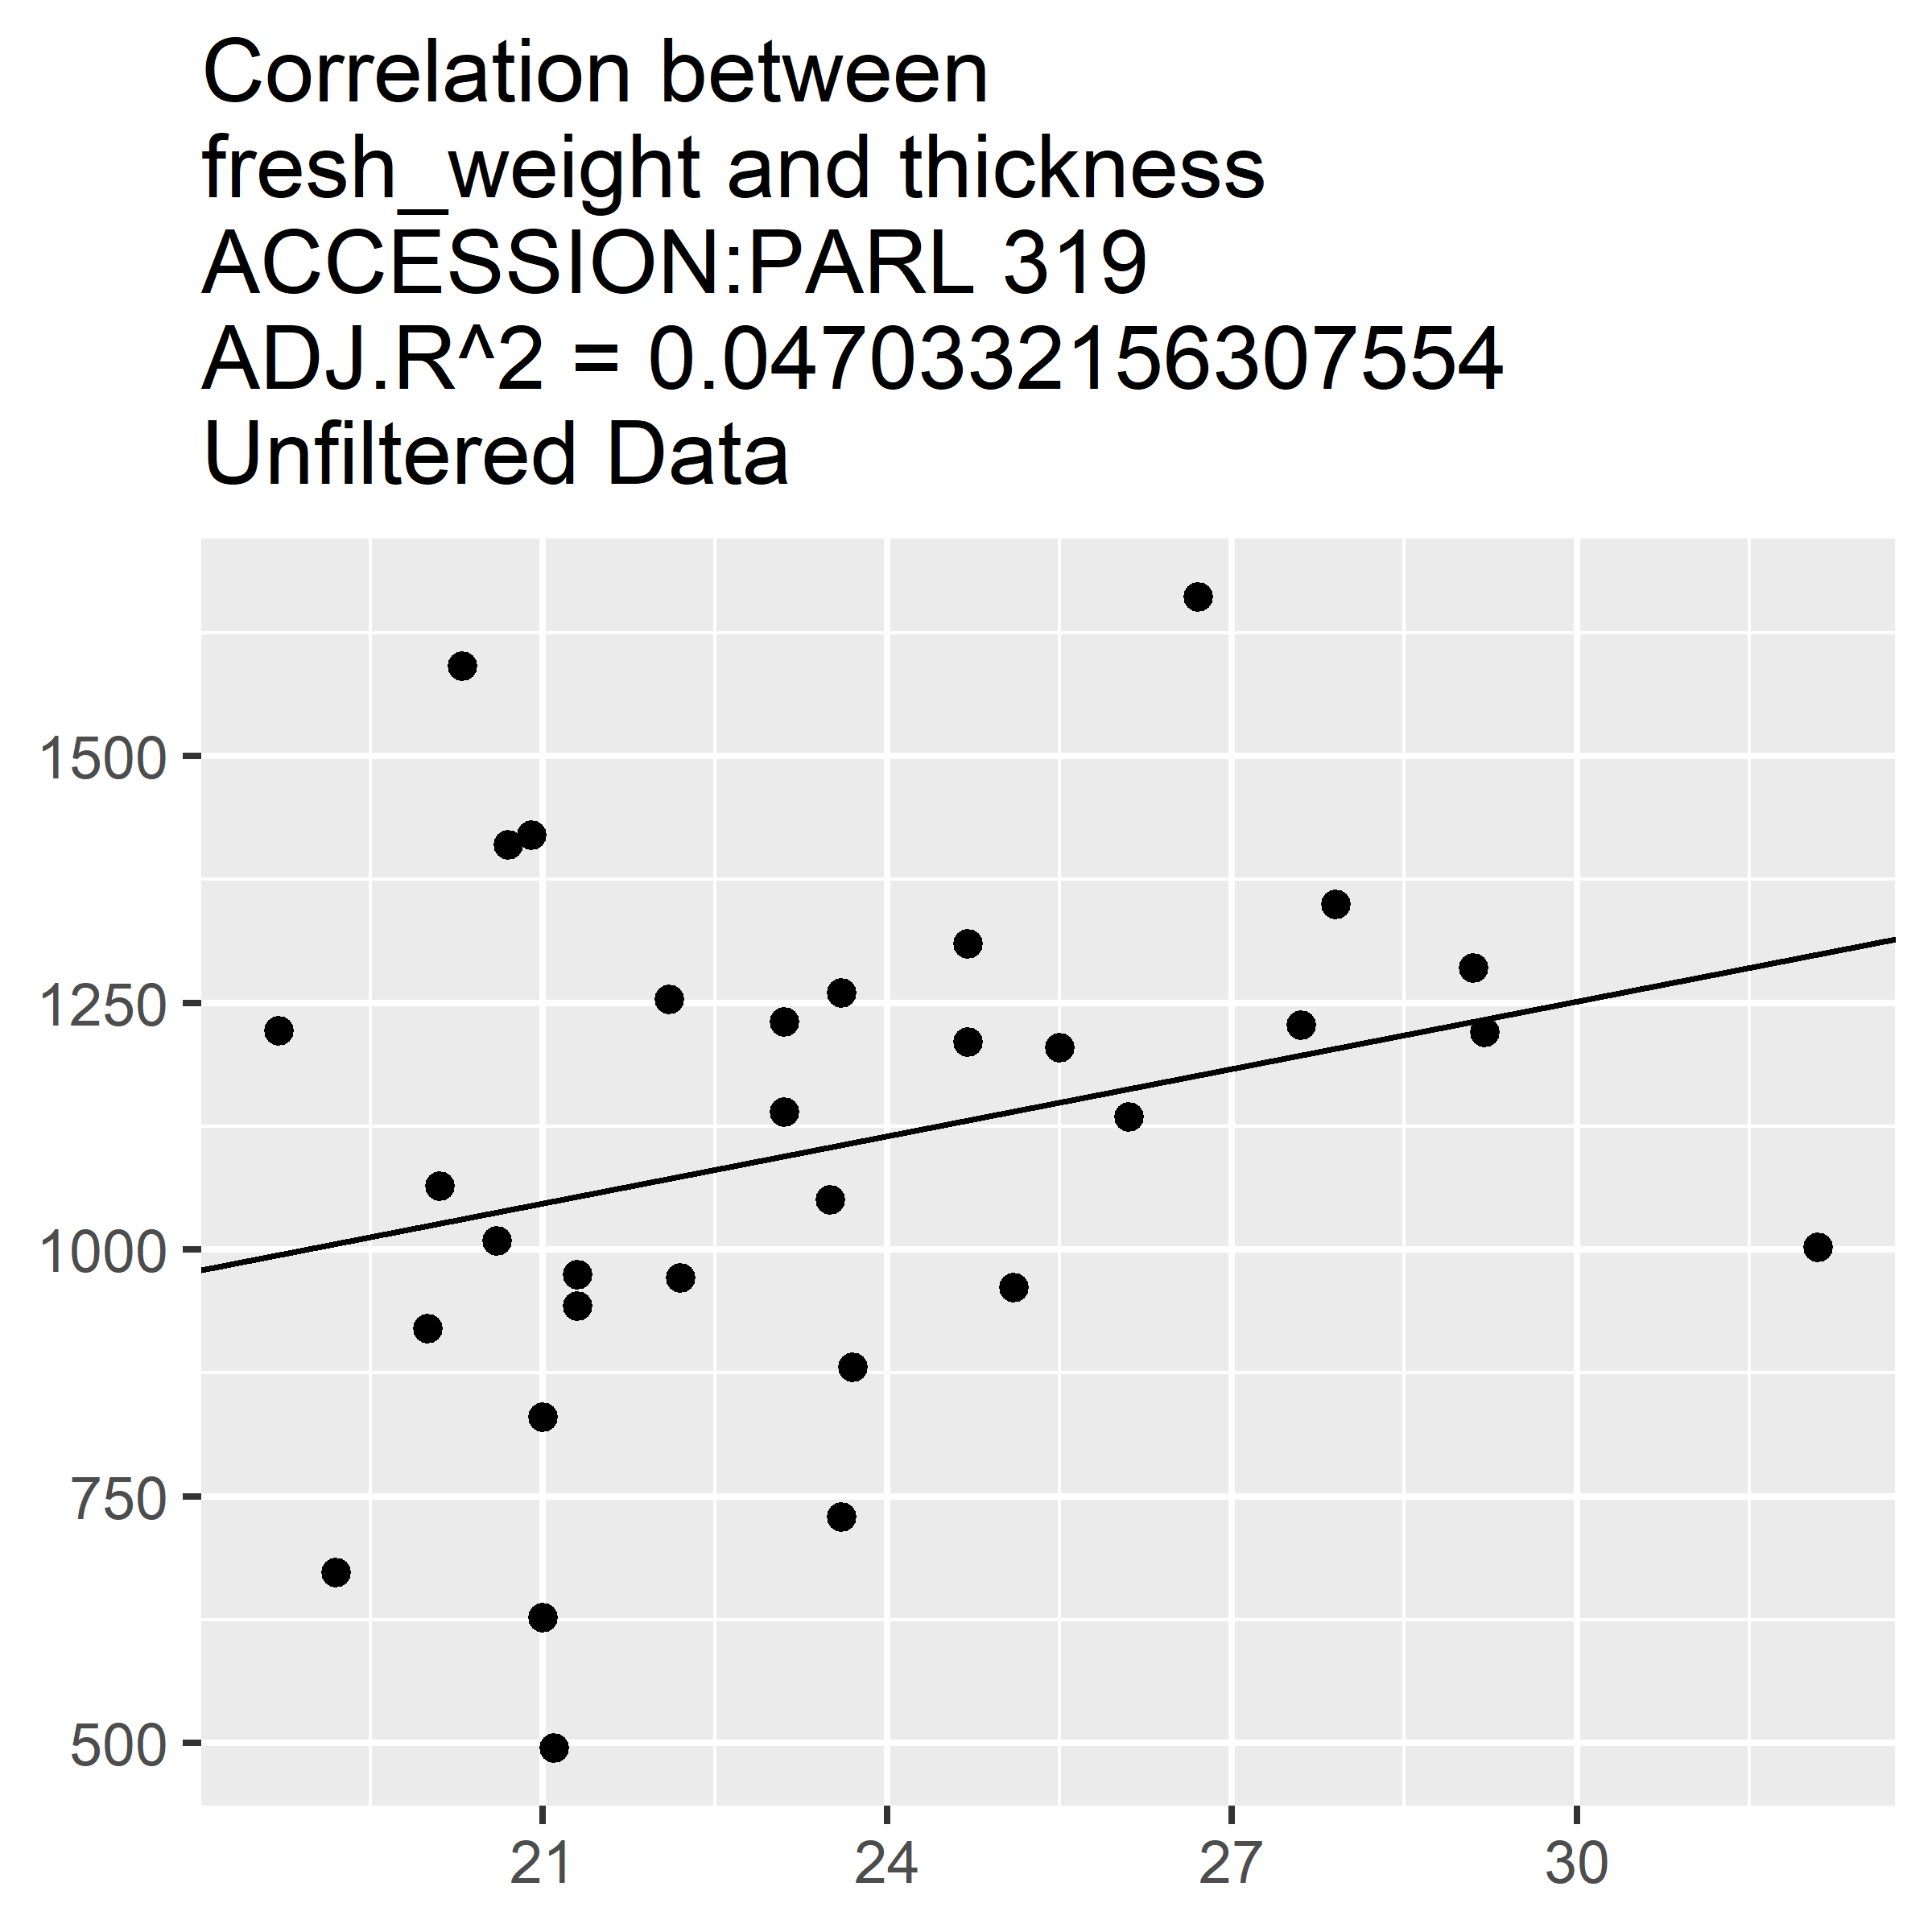 Correlation between
fresh_weight and thickness
ACCESSION:PARL 319
ADJ.R^2 = 0.0470332156307554
Unfiltered Data
1500
1250
1000
750
500
21 24 27 30